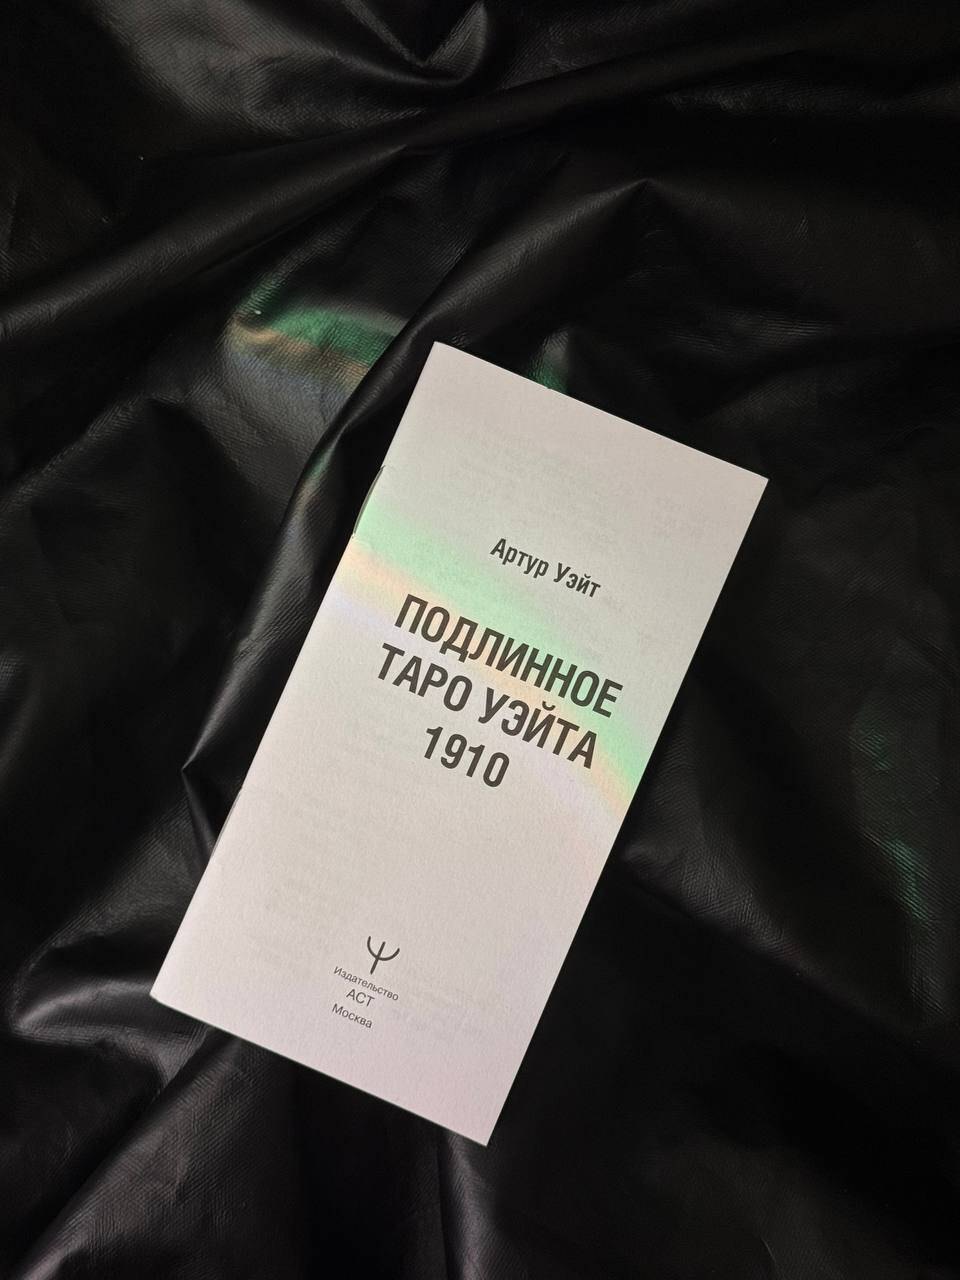 Артур Уэйт
ПОДЛИННОЕ
ТАРО УЭЙТА
1910
Издательство
АСТ
Москва